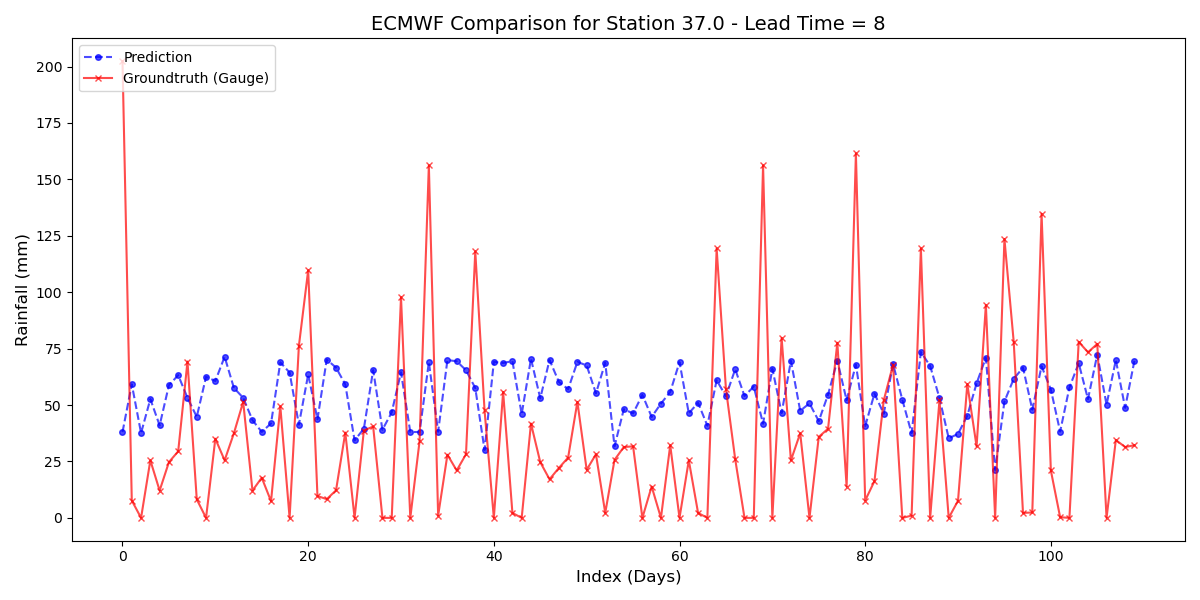 ECMWF Comparison for Station 37.0 - Lead Time = 8
Prediction
Groundtruth (Gauge)
Rainfall (mm)
200
175
150
125
100
75
50
25
0
0 20 40 60 80 100
Index (Days)